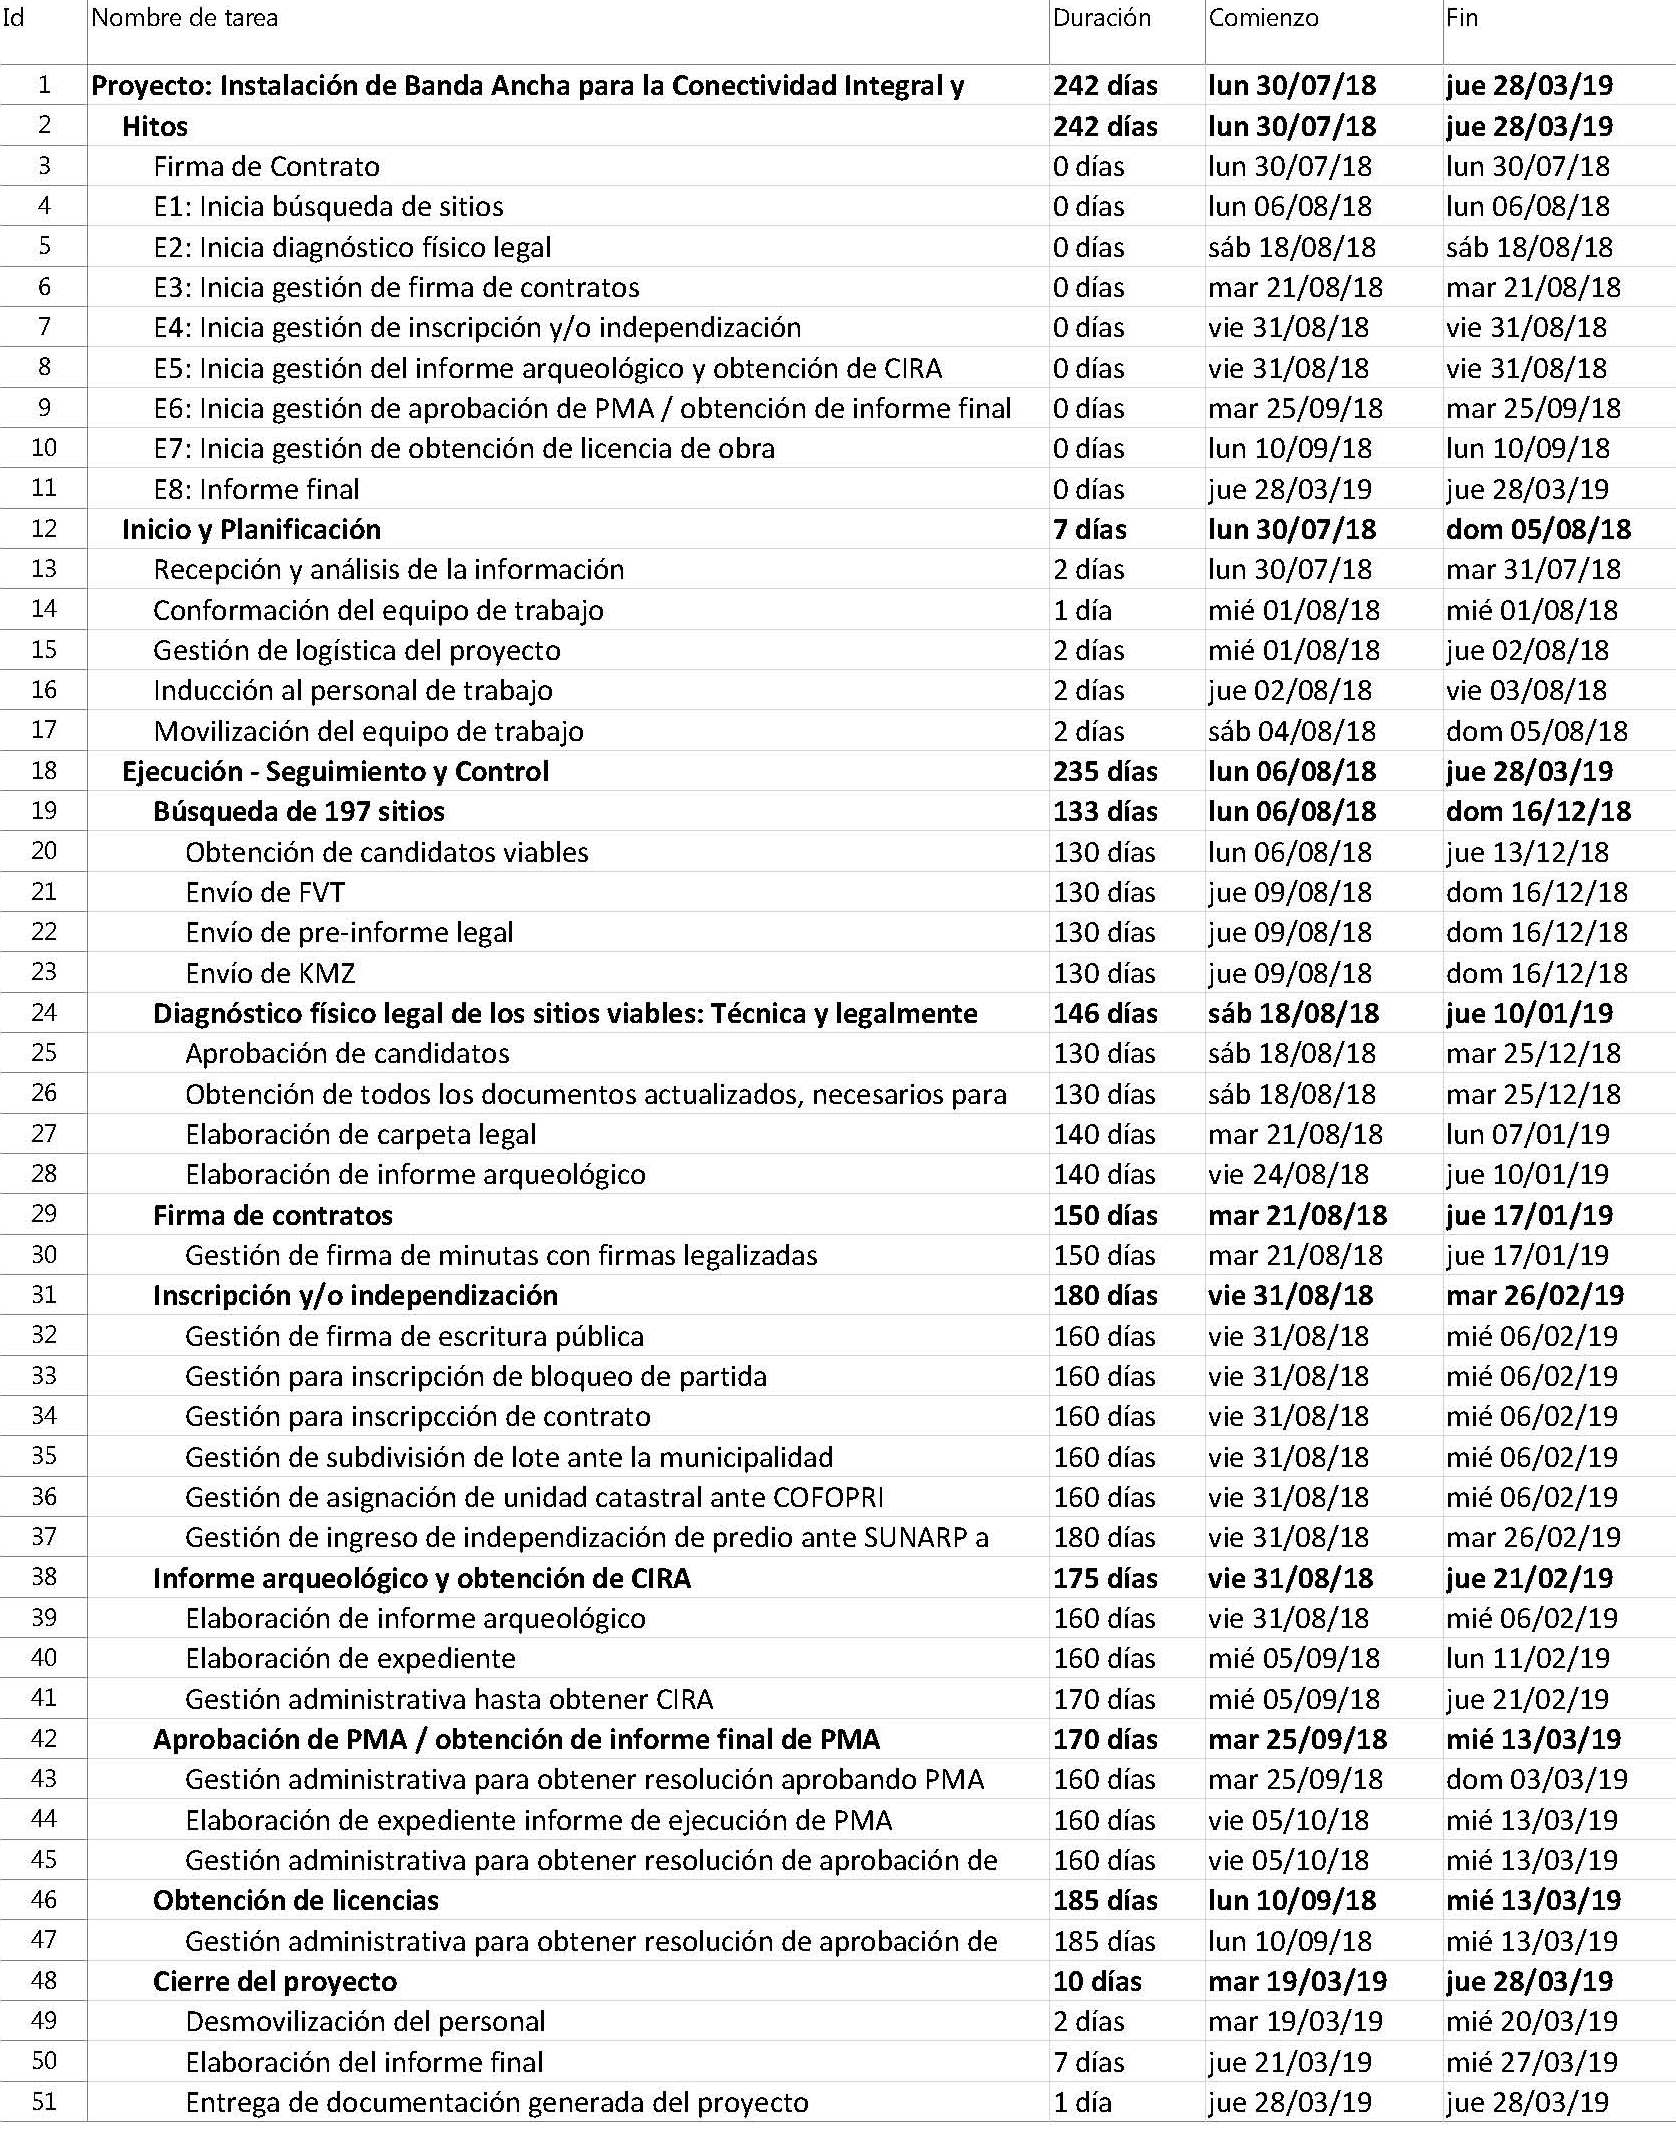 Id Nombre de tarea Duración Comienzo Fin
1 Proyecto: Instalación de Banda Ancha para la Conectividad Integral y 242 días lun 30/07/18 jue 28/03/19
2 Hitos 242 días lun 30/07/18 jue 28/03/19
3 Firma de Contrato 0 días lun 30/07/18 lun 30/07/18
4 E1: Inicia búsqueda de sitios 0 días lun 06/08/18 lun 06/08/18
5 E2: Inicia diagnóstico físico legal 0 días sáb 18/08/18 sáb 18/08/18
6 E3: Inicia gestión de firma de contratos 0 días mar 21/08/18 mar 21/08/18
7 E4: Inicia gestión de inscripción y/o independización 0 días vie 31/08/18 vie 31/08/18
8 E5: Inicia gestión del informe arqueológico y obtención de CIRA 0 días vie 31/08/18 vie 31/08/18
9 E6: Inicia gestión de aprobación de PMA / obtención de informe final 0 días mar 25/09/18 mar 25/09/18
10 E7: Inicia gestión de obtención de licencia de obra 0 días lun 10/09/18 lun 10/09/18
11 E8: Informe final 0 días jue 28/03/19 jue 28/03/19
12 Inicio y Planificación 7 días lun 30/07/18 dom 05/08/18
13 Recepción y análisis de la información 2 días lun 30/07/18 mar 31/07/18
14 Conformación del equipo de trabajo 1 día mié 01/08/18 mié 01/08/18
15 Gestión de logística del proyecto 2 días mié 01/08/18 jue 02/08/18
16 Inducción al personal de trabajo 2 días jue 02/08/18 vie 03/08/18
17 Movilización del equipo de trabajo 2 días sáb 04/08/18 dom 05/08/18
18 Ejecución - Seguimiento y Control 235 días lun 06/08/18 jue 28/03/19
19 Búsqueda de 197 sitios 133 días lun 06/08/18 dom 16/12/18
20 Obtención de candidatos viables 130 días lun 06/08/18 jue 13/12/18
21 Envío de FVT 130 días jue 09/08/18 dom 16/12/18
22 Envío de pre-informe legal 130 días jue 09/08/18 dom 16/12/18
23 Envío de KMZ 130 días jue 09/08/18 dom 16/12/18
24 Diagnóstico físico legal de los sitios viables: Técnica y legalmente 146 días sáb 18/08/18 jue 10/01/19
25 Aprobación de candidatos 130 días sáb 18/08/18 mar 25/12/18
26 Obtención de todos los documentos actualizados, necesarios para 130 días sáb 18/08/18 mar 25/12/18
27 Elaboración de carpeta legal 140 días mar 21/08/18 lun 07/01/19
28 Elaboración de informe arqueológico 140 días vie 24/08/18 jue 10/01/19
29 Firma de contratos 150 días mar 21/08/18 jue 17/01/19
30 Gestión de firma de minutas con firmas legalizadas 150 días mar 21/08/18 jue 17/01/19
31 Inscripción y/o independización 180 días vie 31/08/18 mar 26/02/19
32 Gestión de firma de escritura pública 160 días vie 31/08/18 mié 06/02/19
33 Gestión para inscripción de bloqueo de partida 160 días vie 31/08/18 mié 06/02/19
34 Gestión para inscripcción de contrato 160 días vie 31/08/18 mié 06/02/19
35 Gestión de subdivisión de lote ante la municipalidad 160 días vie 31/08/18 mié 06/02/19
36 Gestión de asignación de unidad catastral ante COFOPRI 160 días vie 31/08/18 mié 06/02/19
37 Gestión de ingreso de independización de predio ante SUNARP a 180 días vie 31/08/18 mar 26/02/19
38 Informe arqueológico y obtención de CIRA 175 días vie 31/08/18 jue 21/02/19
39 Elaboración de informe arqueológico 160 días vie 31/08/18 mié 06/02/19
40 Elaboración de expediente 160 días mié 05/09/18 lun 11/02/19
41 Gestión administrativa hasta obtener CIRA 170 días mié 05/09/18 jue 21/02/19
42 Aprobación de PMA / obtención de informe final de PMA 170 días mar 25/09/18 mié 13/03/19
43 Gestión administrativa para obtener resolución aprobando PMA 160 días mar 25/09/18 dom 03/03/19
44 Elaboración de expediente informe de ejecución de PMA 160 días vie 05/10/18 mié 13/03/19
45 Gestión administrativa para obtener resolución de aprobación de 160 días vie 05/10/18 mié 13/03/19
46 Obtención de licencias 185 días lun 10/09/18 mié 13/03/19
47 Gestión administrativa para obtener resolución de aprobación de 185 días lun 10/09/18 mié 13/03/19
48 Cierre del proyecto 10 días mar 19/03/19 jue 28/03/19
49 Desmovilización del personal 2 días mar 19/03/19 mié 20/03/19
50 Elaboración del informe final 7 días jue 21/03/19 mié 27/03/19
51 Entrega de documentación generada del proyecto 1 día jue 28/03/19 jue 28/03/19